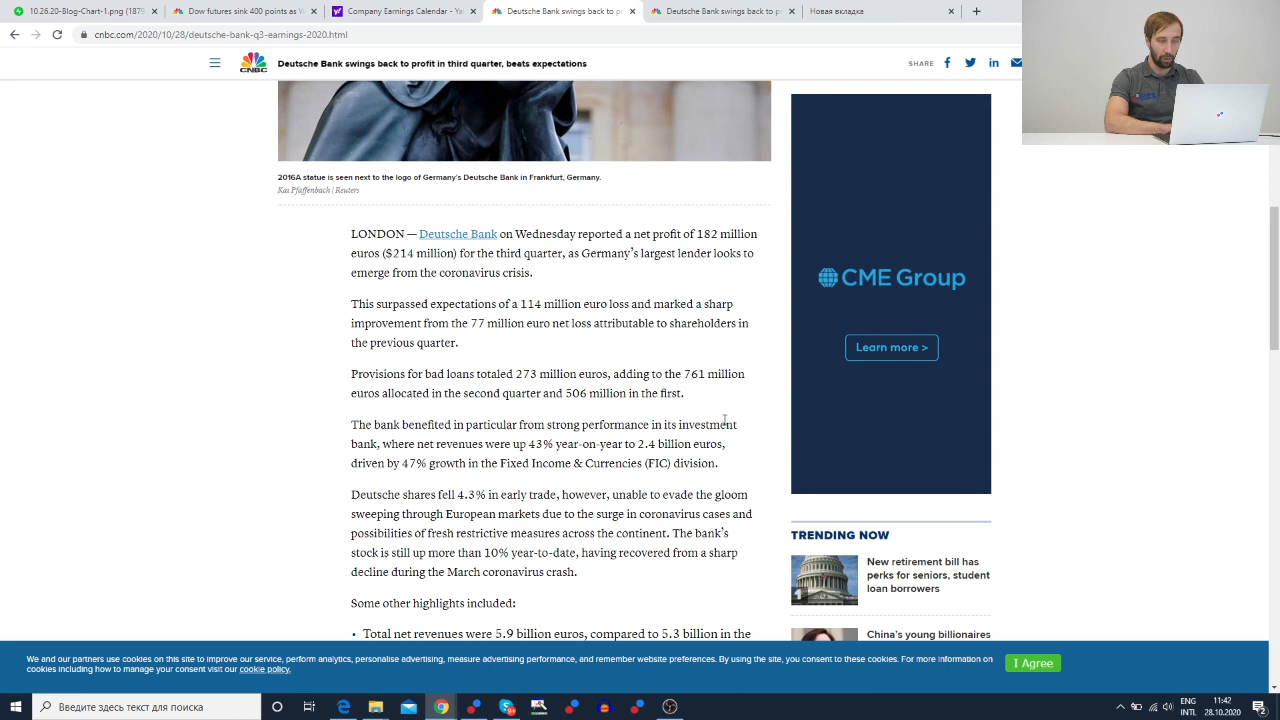 10.26.20-Brand-Chart-1.png (1879
Dow futures sink 400 points as V
Yahoo Earnings Calendar - Ya
Deutsche Bank swings back to p
Deutsche Bank swings back to p
Новая вкладка
cnbc.com/2020/10/28/deutsche-bank-q3-earnings-2020.html
CNBC
Deutsche Bank swings back to profit in third quarter, beats expectations
SHARE
2016A statue is seen next to the logo of Germany's Deutsche Bank in Frankfurt, Germany.
Kai Pfaffenbach | Reuters
LONDON — Deutsche Bank on Wednesday reported a net profit of 182 million
euros ($214 million) for the third quarter, as Germany's largest lender looks to
emerge from the coronavirus crisis.
This surpassed expectations of a 114 million euro loss and marked a sharp
improvement from the 77 million euro net loss attributable to shareholders in
the previous quarter.
Provisions for bad loans totaled 273 million euros, adding to the 761 million
euros allocated in the second quarter and 506 million in the first.
The bank benefited in particular from strong performance in its investment
bank, where net revenues were up 43% year-on-year to 2.4 billion euros,
driven by 47% growth in the Fixed Income & Currencies (FIC) division.
Deutsche shares fell 4.3% in early trade, however, unable to evade the gloom
sweeping through European markets due to the surge in coronavirus cases and
possibilities of fresh restrictive measures across the continent. The bank's
stock is still up more than 10% year-to-date, having recovered from a sharp
decline during the March coronavirus crash.
Some other highlights included:
• Total net revenues were 5.9 billion euros, compared to 5.3 billion in the
CME Group
Learn more >
TRENDING NOW
1
New retirement bill has
perks for seniors, student
loan borrowers
China's young billionaires
We and our partners use cookies on this site to improve our service, perform analytics, personalise advertising, measure advertising performance, and remember website preferences. By using the site, you consent to these cookies. For more information on
cookies including how to manage your consent visit our cookie policy.
I Agree
Введите здесь текст для поиска
ENG
INTL
11:42
28.10.2020
2